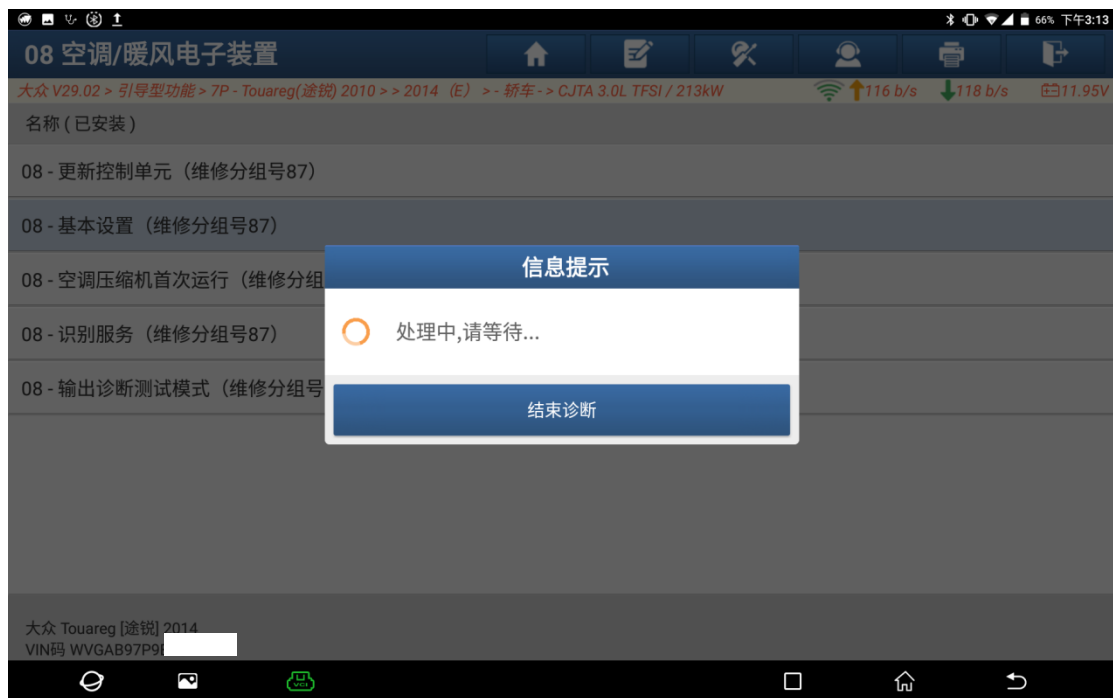 66% 下午3:13
08 空调/暖风电子装置
大众 V29.02 > 引导型功能 > 7P - Touareg(途锐) 2010 > > 2014 （E） > - 轿车 - > CJTA 3.0L TFSI / 213kW 116 b/s 118 b/s 11.95V
名称 ( 已安装 )
08 - 更新控制单元（维修分组号87）
08 - 基本设置（维修分组号87）
信息提示
08 - 空调压缩机首次运行（维修分组
08 - 识别服务（维修分组号87）
处理中,请等待...
08 - 输出诊断测试模式（维修分组号
结束诊断
大众 Touareg [途锐] 2014
VIN码 WVGAB97P9
VCI